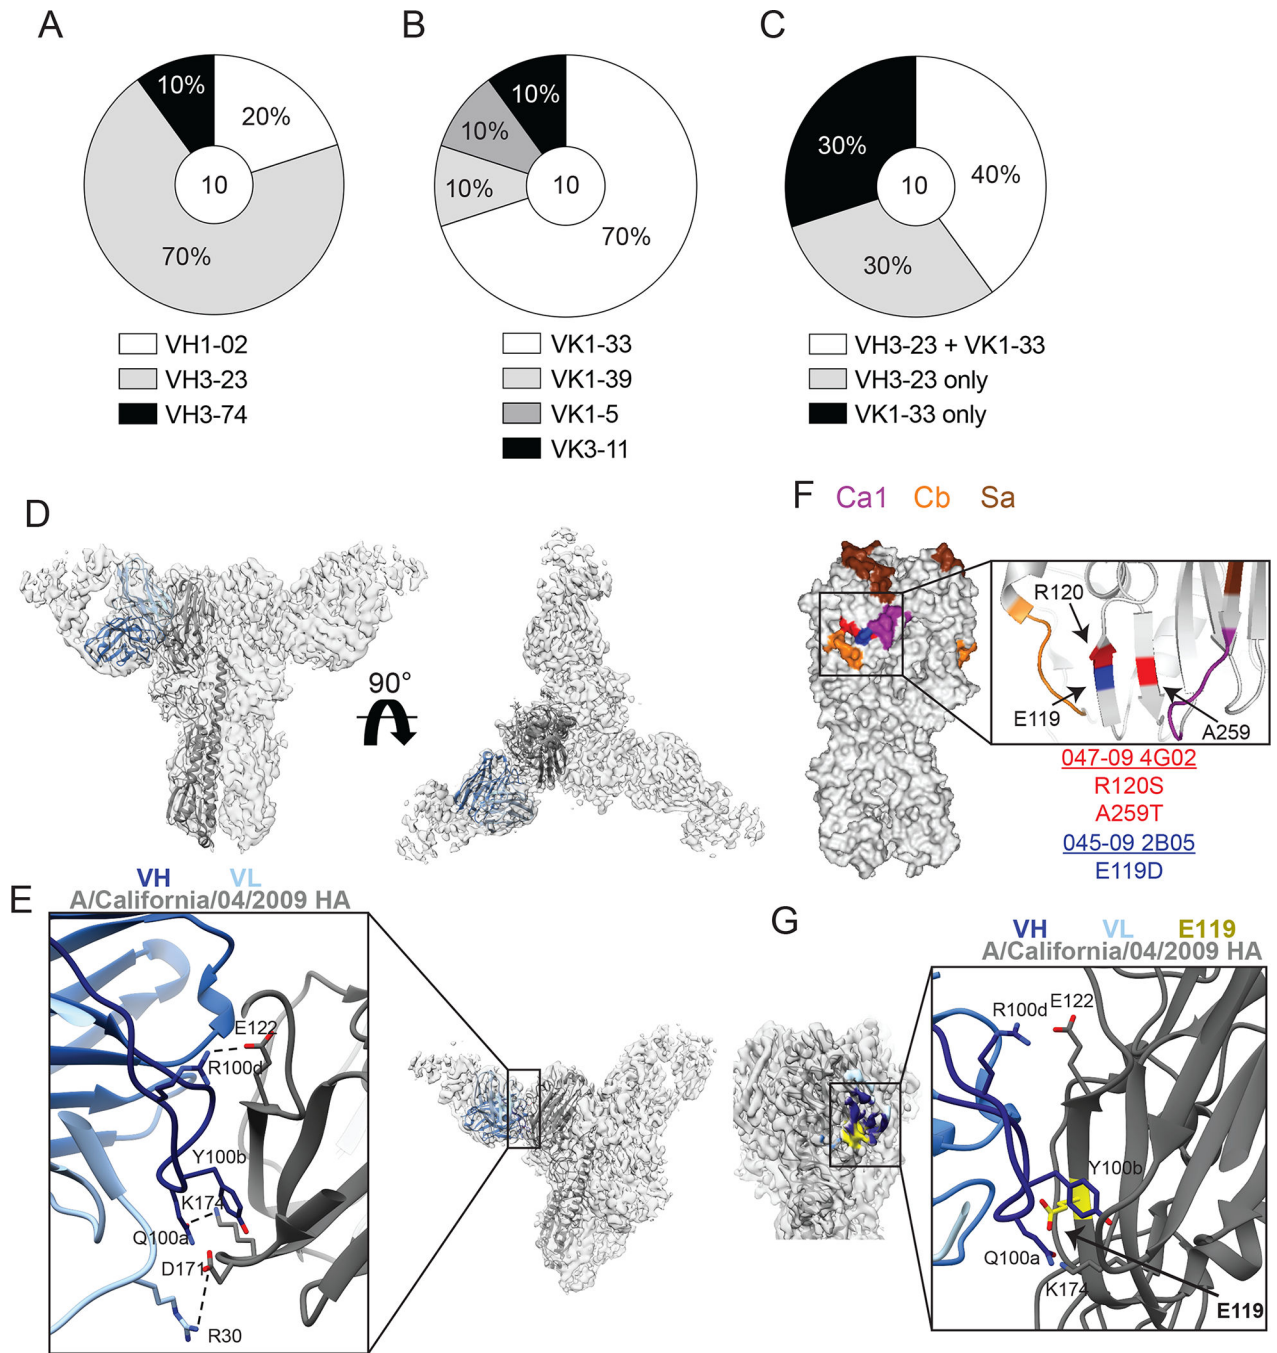 A
10%
20%
10
70%
VH1-02
VH3-23
VH3-74
B
10%
10%
10%
10
70%
VK1-33
VK1-39
VK1-5
VK3-11
C
30%
10
40%
30%
VH3-23 + VK1-33
VH3-23 only
VK1-33 only
D
90°
F
Ca1 Cb Sa
R120
E119
A259
047-09 4G02
R120S
A259T
045-09 2B05
E119D
E
VH VL
A/California/04/2009 HA
E122
R100d
Y100b
K174
Q100a
D171
R30
G
VH VL E119
A/California/04/2009 HA
R100d
E122
Y100b
Q100a
K174
E119